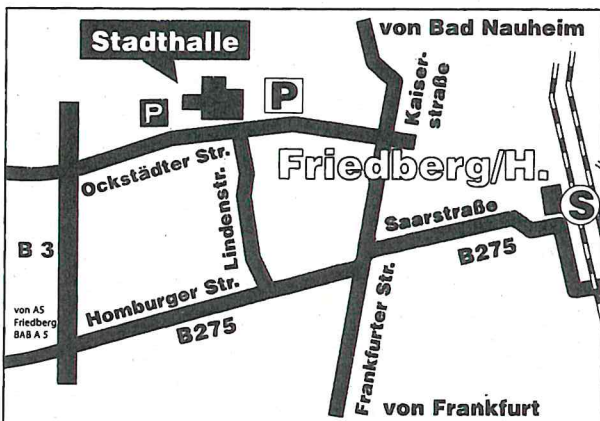 Stadthalle
von Bad Nauheim
P
P
Kaiser-
straße
Ockstädter Str.
Friedberg/H.
Lindenstr.
Saarstraße
S
B 3
B275
Homburger Str.
von AS
Friedberg
BAB A 5
B275
Frankfurter Str.
von Frankfurt